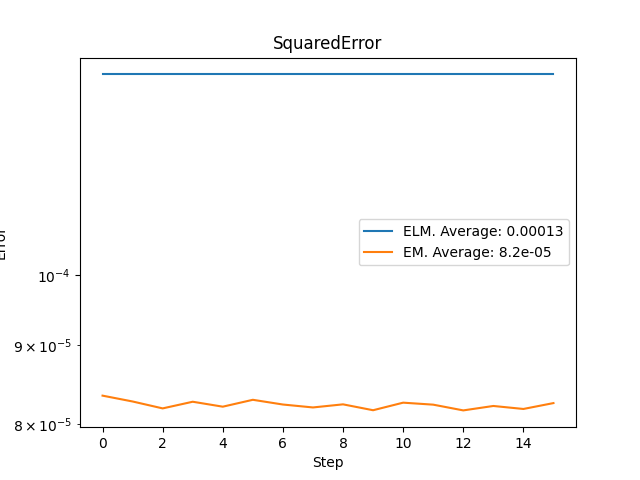 SquaredError
Error
10⁻⁴
9 × 10⁻⁵
8 × 10⁻⁵
ELM. Average: 0.00013
EM. Average: 8.2e-05
0 2 4 6 8 10 12 14
Step